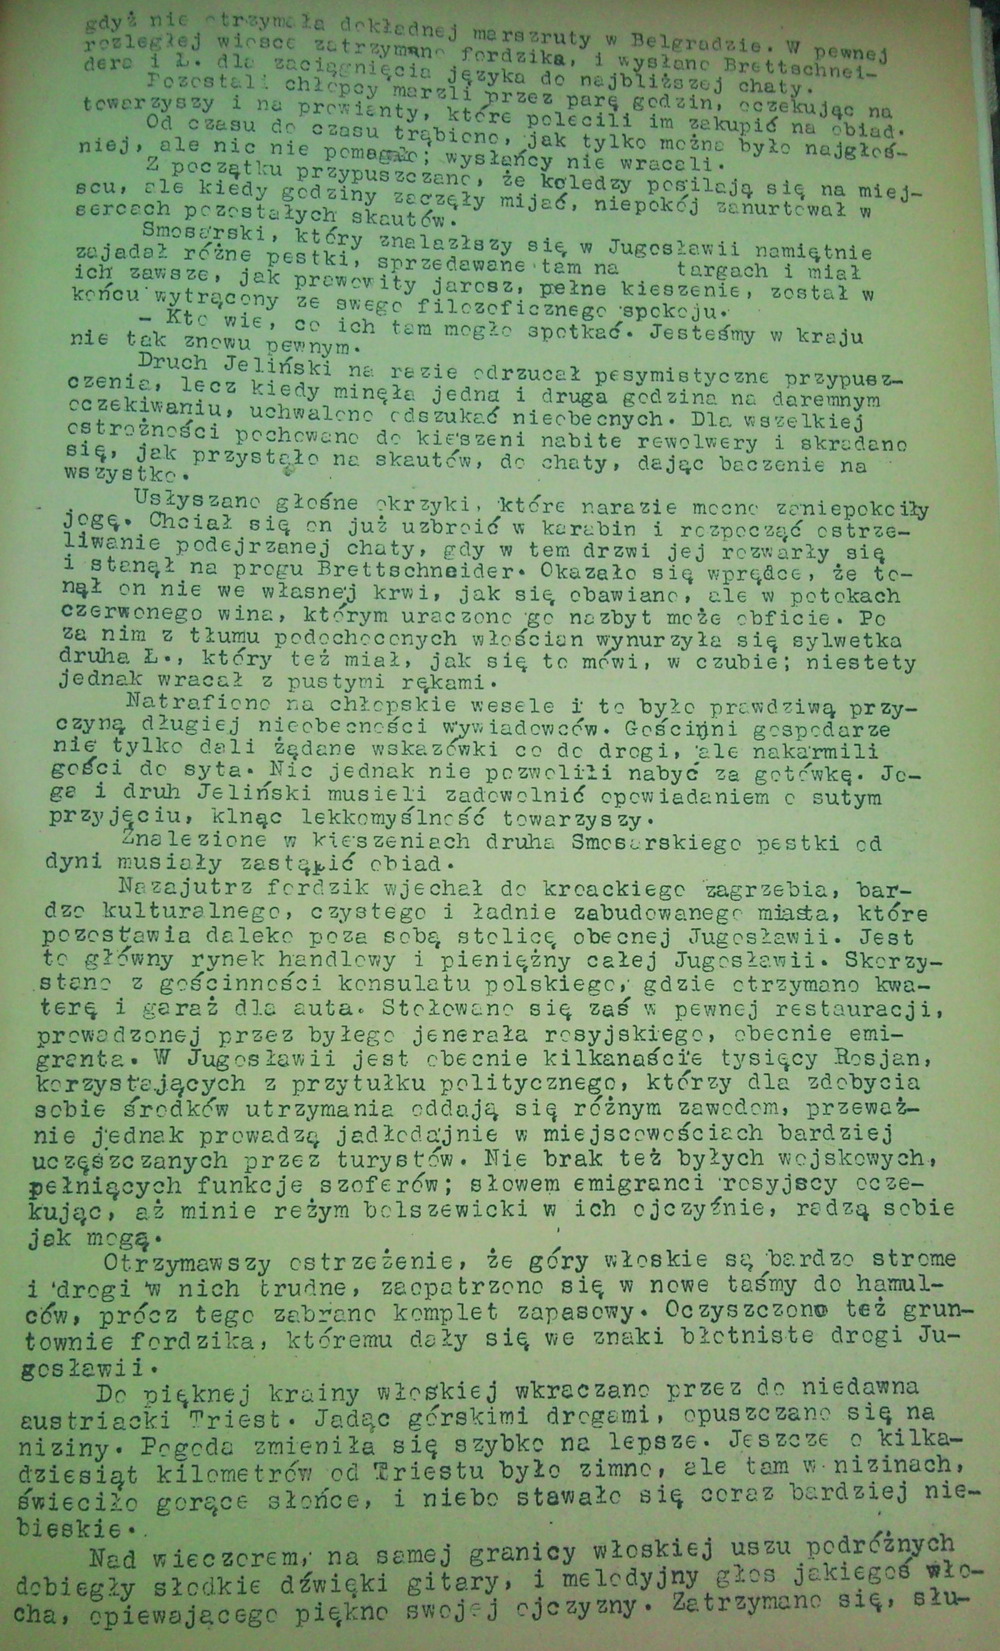 gdyż nie otrzymała dokładnej marszruty w Belgradzie. W pewnej
rozległej wiosce zatrzymano fordzika, i wysłano Brettschnei-
dera i Ł. dla zaciągnięcia języka do najbliższej chaty.
Pozostali chłopcy marzli przez parę godzin, oczekując na
towarzyszy i na prowianty, które polecili im zakupić na obiad.
Od czasu do czasu trąbiono, jak tylko można było najgłoś-
niej, ale nic nie pomagało; wysłańcy nie wracali.
Z początku przypuszczano, że koledzy posilają się na miej-
scu, ale kiedy godziny zaczęły mijać, niepokój zanurtował w
sercach pozostałych skautów.
Smosarski, który znalazłszy się w Jugosławii namiętnie
zajadał różne pestki, sprzedawane tam na targach i miał
ich zawsze, jak prawowity jarosz, pełne kieszenie, został w
końcu wytrącony ze swego filozoficznego spokoju.
- Kto wie, co ich tam mogło spotkać. Jesteśmy w kraju
nie tak znowu pewnym.
Druch Jeliński na razie odrzucał pesymistyczne przypusz-
czenia, lecz kiedy minęła jedna i druga godzina na daremnym
oczekiwaniu, uchwalono odszukać nieobecnych. Dla wszelkiej
ostrożności pochowano do kieszeni nabite rewolwery i skradano
się, jak przystało na skautów, do chaty, dając baczenie na
wszystko.
Usłyszano głośne okrzyki, które narazie mocno zaniepokoiły
Jogę. Chciał się on już uzbroić w karabin i rozpocząć ostrze-
liwanie podejrzanej chaty, gdy w tem drzwi jej rozwarły się
i stanął na progu Brettschneider. Okazało się wprędce, że to-
nął on nie we własnej krwi, jak się obawiano, ale w potokach
czerwonego wina, którym uraczono go nazbyt może obficie. Po
za nim z tłumu podochoconych włościan wynurzyła się sylwetka
druha Ł., który też miał, jak się to mówi, w czubie; niestety
jednak wracał z pustymi rękami.
Natrafiono na chłopskie wesele i to było prawdziwą przy-
czyną długiej nieobecności wywiadowców. Gościnni gospodarze
nie tylko dali żądane wskazówki co do drogi, ale nakarmili
gości do syta. Nic jednak nie pozwolili nabyć za gotówkę. Jo-
ga i druh Jeliński musieli zadowolnić opowiadaniem o sutym
przyjęciu, klnąc lekkomyślność towarzyszy.
Znalezione w kieszeniach druha Smosarskiego pestki od
dyni musiały zastąpić obiad.
Nazajutrz fordzik wjechał do kroackiego zagrzebia, bar-
dzo kulturalnego, czystego i ładnie zabudowanego miasta, które
pozostawia daleko poza sobą stolicę obecnej Jugosławii. Jest
to główny rynek handlowy i pieniężny całej Jugosławii. Skorzy-
stano z gościnności konsulatu polskiego, gdzie otrzymano kwa-
terę i garaż dla auta. Stołowano się zaś w pewnej restauracji,
prowadzonej przez byłego jenerała rosyjskiego, obecnie emi-
granta. W Jugosławii jest obecnie kilkanaście tysięcy Rosjan,
korzystających z przytułku politycznego, którzy dla zdobycia
sobie środków utrzymania oddają się różnym zawodom, przeważ-
nie jednak prowadzą jadłodajnie w miejscowościach bardziej
uczęszczanych przez turystów. Nie brak też byłych wojskowych,
pełniących funkcje szoferów; słowem emigranci rosyjscy ocze-
kując, aż minie reżym bolszewicki w ich ojczyźnie, radzą sobie
jak mogą.
Otrzymawszy ostrzeżenie, że góry włoskie są bardzo strome
i drogi w nich trudne, zaopatrzono się w nowe taśmy do hamul-
ców, prócz tego zabrano komplet zapasowy. Oczyszczono też grun-
townie fordzika, któremu dały się we znaki błotniste drogi Ju-
gosławii.
Do pięknej krainy włoskiej wkraczano przez do niedawna
austriacki Triest. Jadąc górskimi drogami, opuszczano się na
niziny. Pogoda zmieniła się szybko na lepsze. Jeszcze o kilka-
dziesiąt kilometrów od Triestu było zimno, ale tam w nizinach,
świeciło gorące słońce, i niebo stawało się coraz bardziej nie-
bieskie.
Nad wieczorem, na samej granicy włoskiej uszu podróżnych
dobiegły słodkie dźwięki gitary, i melodyjny głos jakiegoś wło-
cha, opiewającego piękno swojej ojczyzny. Zatrzymano się, słu-